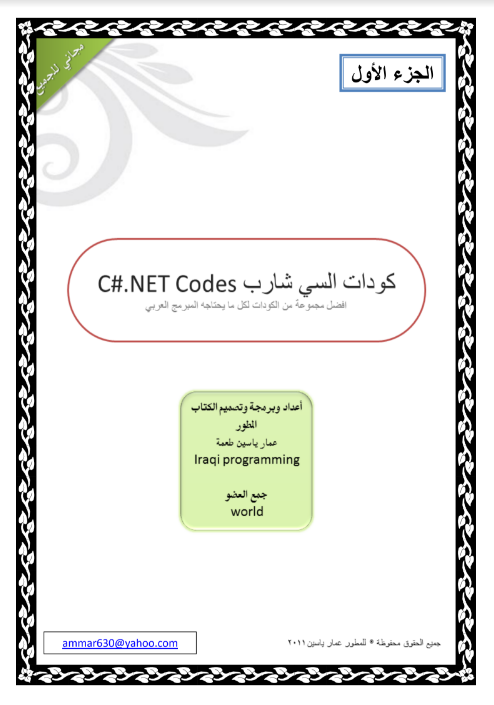 مجاني للجميع
الجزء الأول
كودات السي شارب C#.NET Codes
افضل مجموعة من الكودات لكل ما يحتاجه المبرمج العربي
أعداد وبرمجة وتصميم الكتاب
المطور
عمار ياسين طعمة
Iraqi programming
جمع العضو
world
جميع الحقوق محفوظة * للمطور عمار ياسين ٢٠١١
ammar630@yahoo.com